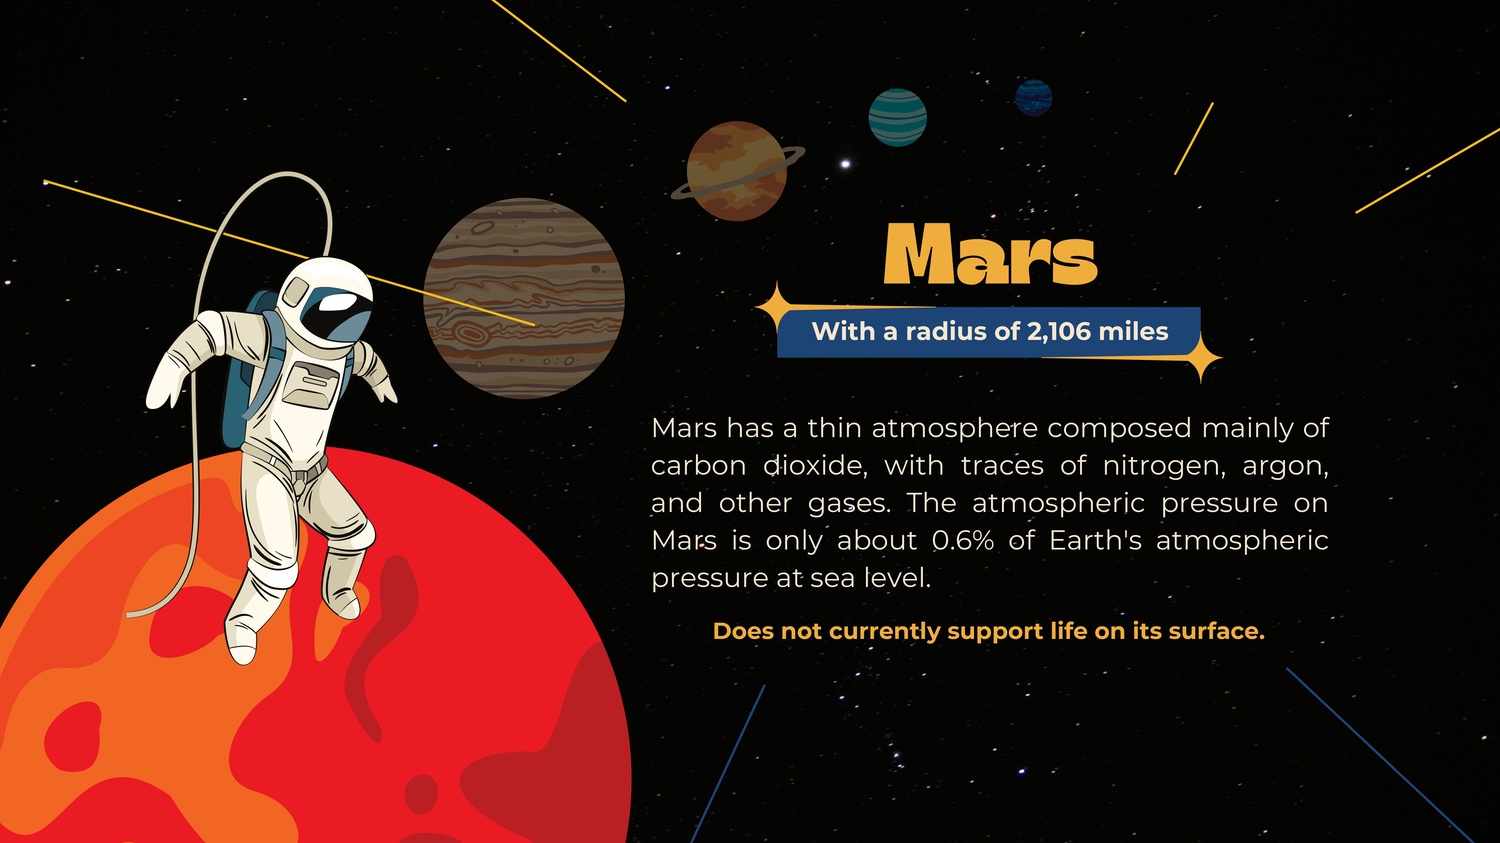 Mars
With a radius of 2,106 miles
Mars has a thin atmosphere composed mainly of
carbon dioxide, with traces of nitrogen, argon,
and other gases. The atmospheric pressure on
Mars is only about 0.6% of Earth's atmospheric
pressure at sea level.
Does not currently support life on its surface.